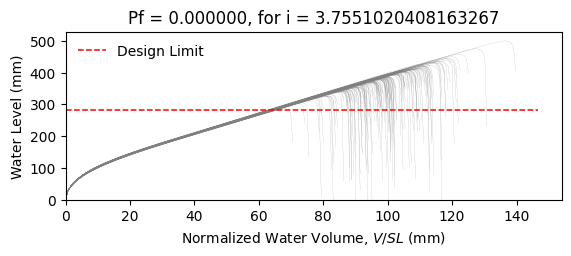 Pf = 0.000000, for i = 3.7551020408163267
Design Limit
Water Level (mm)
500
400
300
200
100
0
0 20 40 60 80 100 120 140
Normalized Water Volume, V/SL (mm)